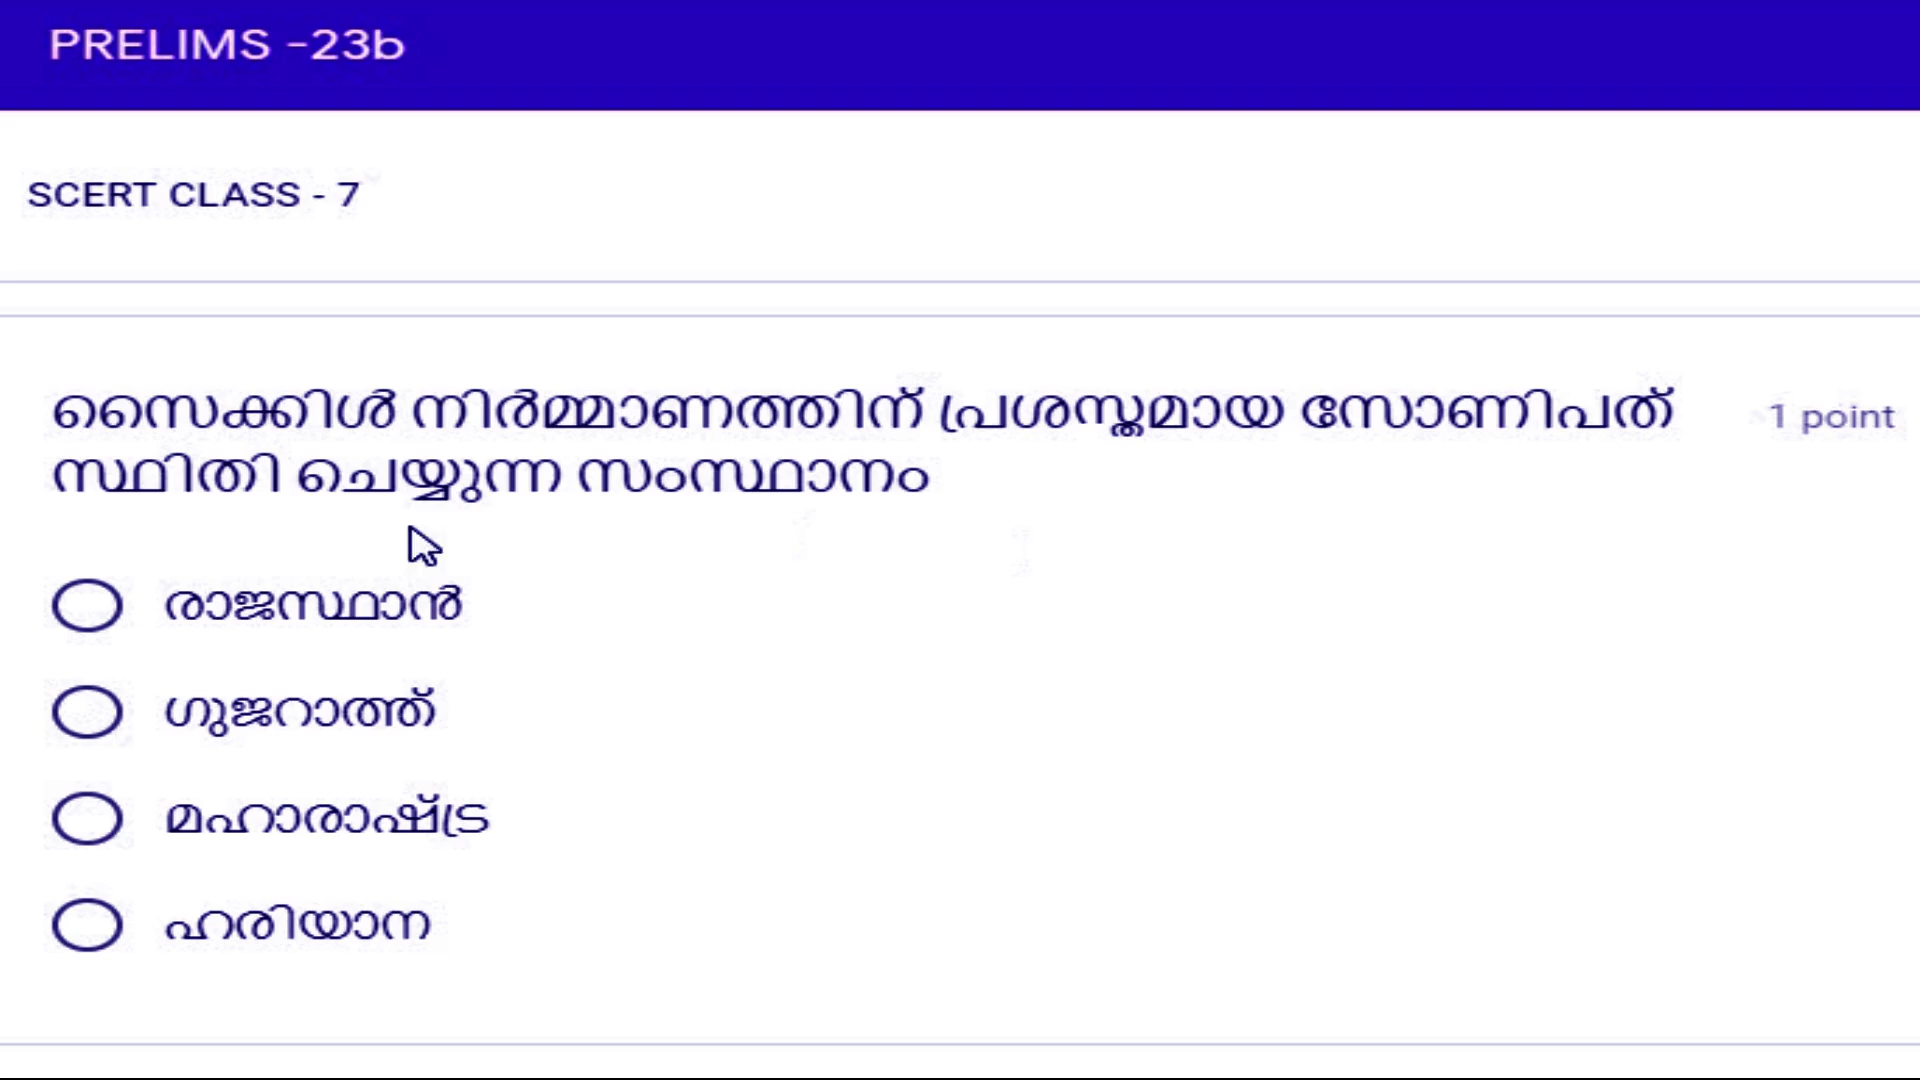 PRELIMS -23b
SCERT CLASS - 7
സൈക്കിൾ നിർമ്മാണത്തിന് പ്രശസ്തമായ സോണിപത് 1 point
സ്ഥിതി ചെയ്യുന്ന സംസ്ഥാനം
രാജസ്ഥാൻ
ഗുജറാത്ത്
മഹാരാഷ്ട്ര
ഹരിയാന